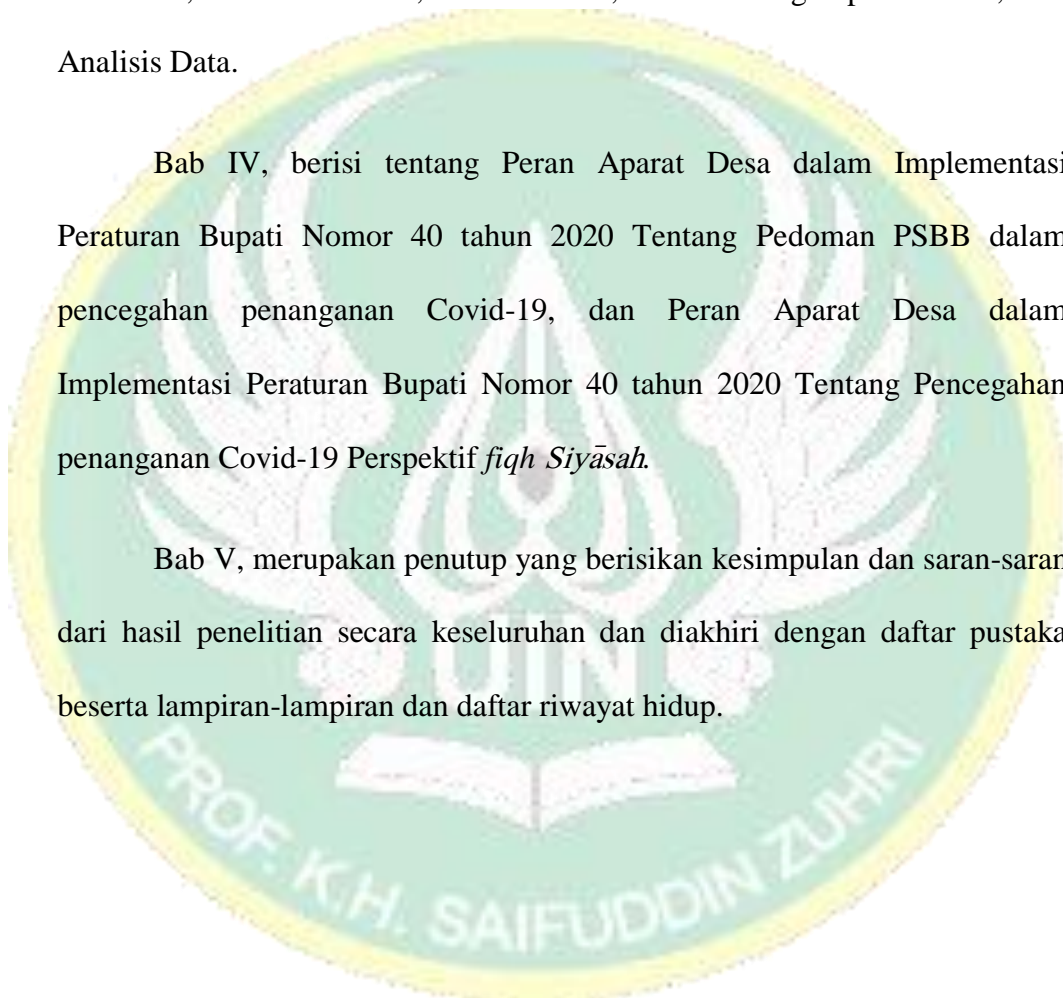 Analisis Data.
Bab IV, berisi tentang Peran Aparat Desa dalam Implementasi
Peraturan Bupati Nomor 40 tahun 2020 Tentang Pedoman PSBB dalam
pencegahan penanganan Covid-19, dan Peran Aparat Desa dalam
Implementasi Peraturan Bupati Nomor 40 tahun 2020 Tentang Pencegahan
penanganan Covid-19 Perspektif fiqh Siyāsah.
Bab V, merupakan penutup yang berisikan kesimpulan dan saran-saran
dari hasil penelitian secara keseluruhan dan diakhiri dengan daftar pustaka
beserta lampiran-lampiran dan daftar riwayat hidup.
UIN
PROF. K.H. SAIFUDDIN ZUHRI